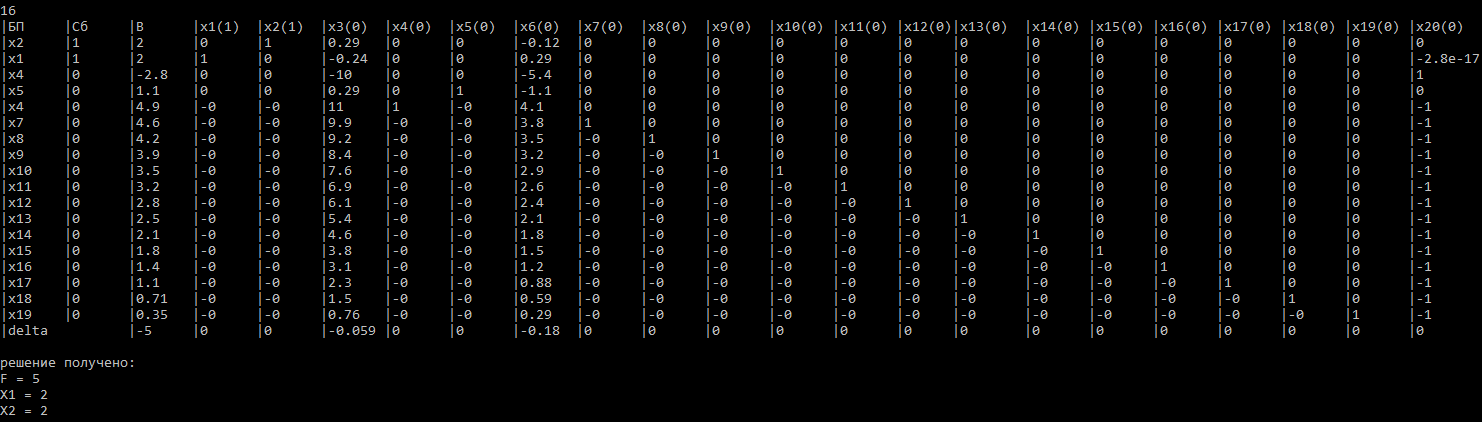 16
|БП |Сб |В |x1(1) |x2(1) |x3(0) |x4(0) |x5(0) |x6(0) |x7(0) |x8(0) |x9(0) |x10(0) |x11(0) |x12(0)|x13(0) |x14(0) |x15(0) |x16(0) |x17(0) |x18(0) |x19(0) |x20(0)
|x2 |1 |2 |0 |1 |0.29 |0 |0 |-0.12 |0 |0 |0 |0 |0 |0 |0 |0 |0 |0 |0 |0 |0 |0
|x1 |1 |2 |1 |0 |-0.24 |0 |0 |0.29 |0 |0 |0 |0 |0 |0 |0 |0 |0 |0 |0 |0 |0 |-2.8e-17
|x4 |0 |-2.8 |0 |0 |-10 |0 |0 |-5.4 |0 |0 |0 |0 |0 |0 |0 |0 |0 |0 |0 |0 |0 |1
|x5 |0 |1.1 |0 |0 |0.29 |0 |1 |-1.1 |0 |0 |0 |0 |0 |0 |0 |0 |0 |0 |0 |0 |0 |0
|x4 |0 |4.9 |-0 |-0 |11 |1 |-0 |4.1 |0 |0 |0 |0 |0 |0 |0 |0 |0 |0 |0 |0 |0 |-1
|x7 |0 |4.6 |-0 |-0 |9.9 |-0 |-0 |3.8 |1 |0 |0 |0 |0 |0 |0 |0 |0 |0 |0 |0 |0 |-1
|x8 |0 |4.2 |-0 |-0 |9.2 |-0 |-0 |3.5 |-0 |1 |0 |0 |0 |0 |0 |0 |0 |0 |0 |0 |0 |-1
|x9 |0 |3.9 |-0 |-0 |8.4 |-0 |-0 |3.2 |-0 |-0 |1 |0 |0 |0 |0 |0 |0 |0 |0 |0 |0 |-1
|x10 |0 |3.5 |-0 |-0 |7.6 |-0 |-0 |2.9 |-0 |-0 |-0 |1 |0 |0 |0 |0 |0 |0 |0 |0 |0 |-1
|x11 |0 |3.2 |-0 |-0 |6.9 |-0 |-0 |2.6 |-0 |-0 |-0 |-0 |1 |0 |0 |0 |0 |0 |0 |0 |0 |-1
|x12 |0 |2.8 |-0 |-0 |6.1 |-0 |-0 |2.4 |-0 |-0 |-0 |-0 |-0 |1 |0 |0 |0 |0 |0 |0 |0 |-1
|x13 |0 |2.5 |-0 |-0 |5.4 |-0 |-0 |2.1 |-0 |-0 |-0 |-0 |-0 |-0 |1 |0 |0 |0 |0 |0 |0 |-1
|x14 |0 |2.1 |-0 |-0 |4.6 |-0 |-0 |1.8 |-0 |-0 |-0 |-0 |-0 |-0 |-0 |1 |0 |0 |0 |0 |0 |-1
|x15 |0 |1.8 |-0 |-0 |3.8 |-0 |-0 |1.5 |-0 |-0 |-0 |-0 |-0 |-0 |-0 |-0 |1 |0 |0 |0 |0 |-1
|x16 |0 |1.4 |-0 |-0 |3.1 |-0 |-0 |1.2 |-0 |-0 |-0 |-0 |-0 |-0 |-0 |-0 |-0 |1 |0 |0 |0 |-1
|x17 |0 |1.1 |-0 |-0 |2.3 |-0 |-0 |0.88 |-0 |-0 |-0 |-0 |-0 |-0 |-0 |-0 |-0 |-0 |1 |0 |0 |-1
|x18 |0 |0.71 |-0 |-0 |1.5 |-0 |-0 |0.59 |-0 |-0 |-0 |-0 |-0 |-0 |-0 |-0 |-0 |-0 |-0 |1 |0 |-1
|x19 |0 |0.35 |-0 |-0 |0.76 |-0 |-0 |0.29 |-0 |-0 |-0 |-0 |-0 |-0 |-0 |-0 |-0 |-0 |-0 |-0 |1 |-1
|delta |-5 |0 |0 |-0.059 |0 |0 |-0.18 |0 |0 |0 |0 |0 |0 |0 |0 |0 |0 |0 |0 |0 |0
решение получено:
F = 5
X1 = 2
X2 = 2